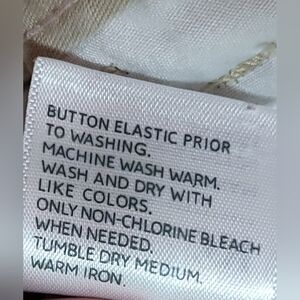 BUTTON ELASTIC PRIOR
TO WASHING.
MACHINE WASH WARM.
WASH AND DRY WITH
LIKE COLORS.
ONLY NON-CHLORINE BLEACH
WHEN NEEDED.
TUMBLE DRY MEDIUM.
WARM IRON.